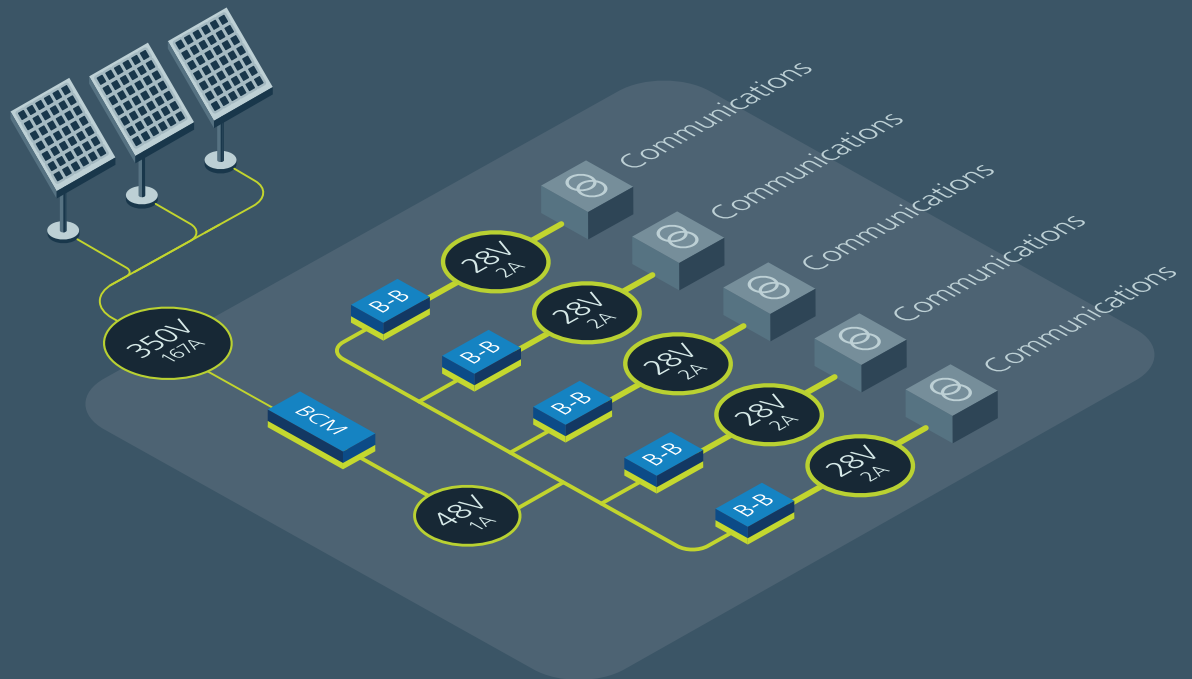 350V
167A
BCM
48V
1A
B-B
28V
2A
Communications
B-B
28V
2A
Communications
B-B
28V
2A
Communications
B-B
28V
2A
Communications
B-B
28V
2A
Communications